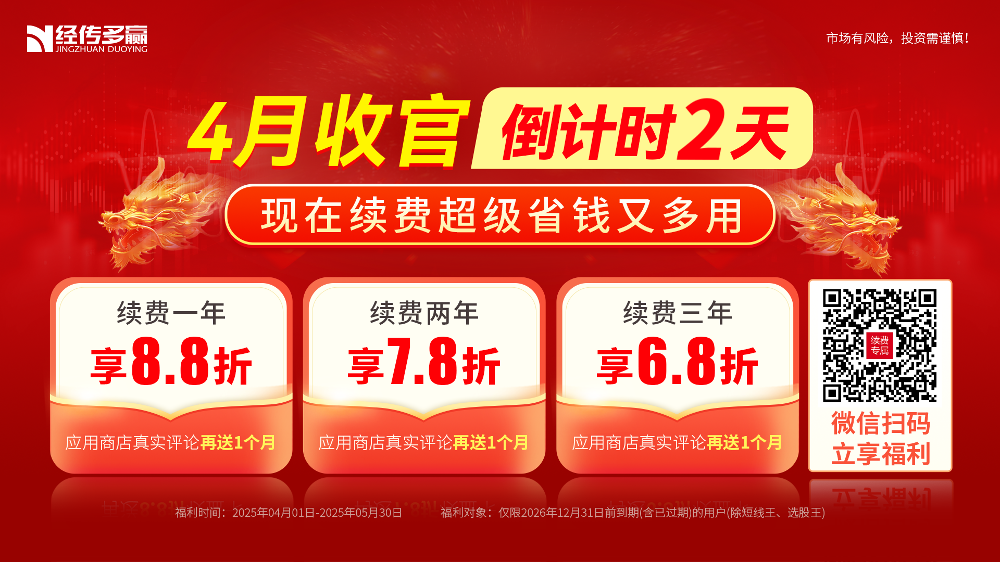 经传多赢
JINGZHUAN DUOYING
市场有风险，投资需谨慎！
4月收官 倒计时2天
现在续费超级省钱又多用
续费一年
享8.8折
应用商店真实评论再送1个月
续费两年
享7.8折
应用商店真实评论再送1个月
续费三年
享6.8折
应用商店真实评论再送1个月
续费
专属
微信扫码
立享福利
福利时间：2025年04月01日-2025年05月30日 福利对象：仅限2026年12月31日前到期(含已过期)的用户(除短线王、选股王)